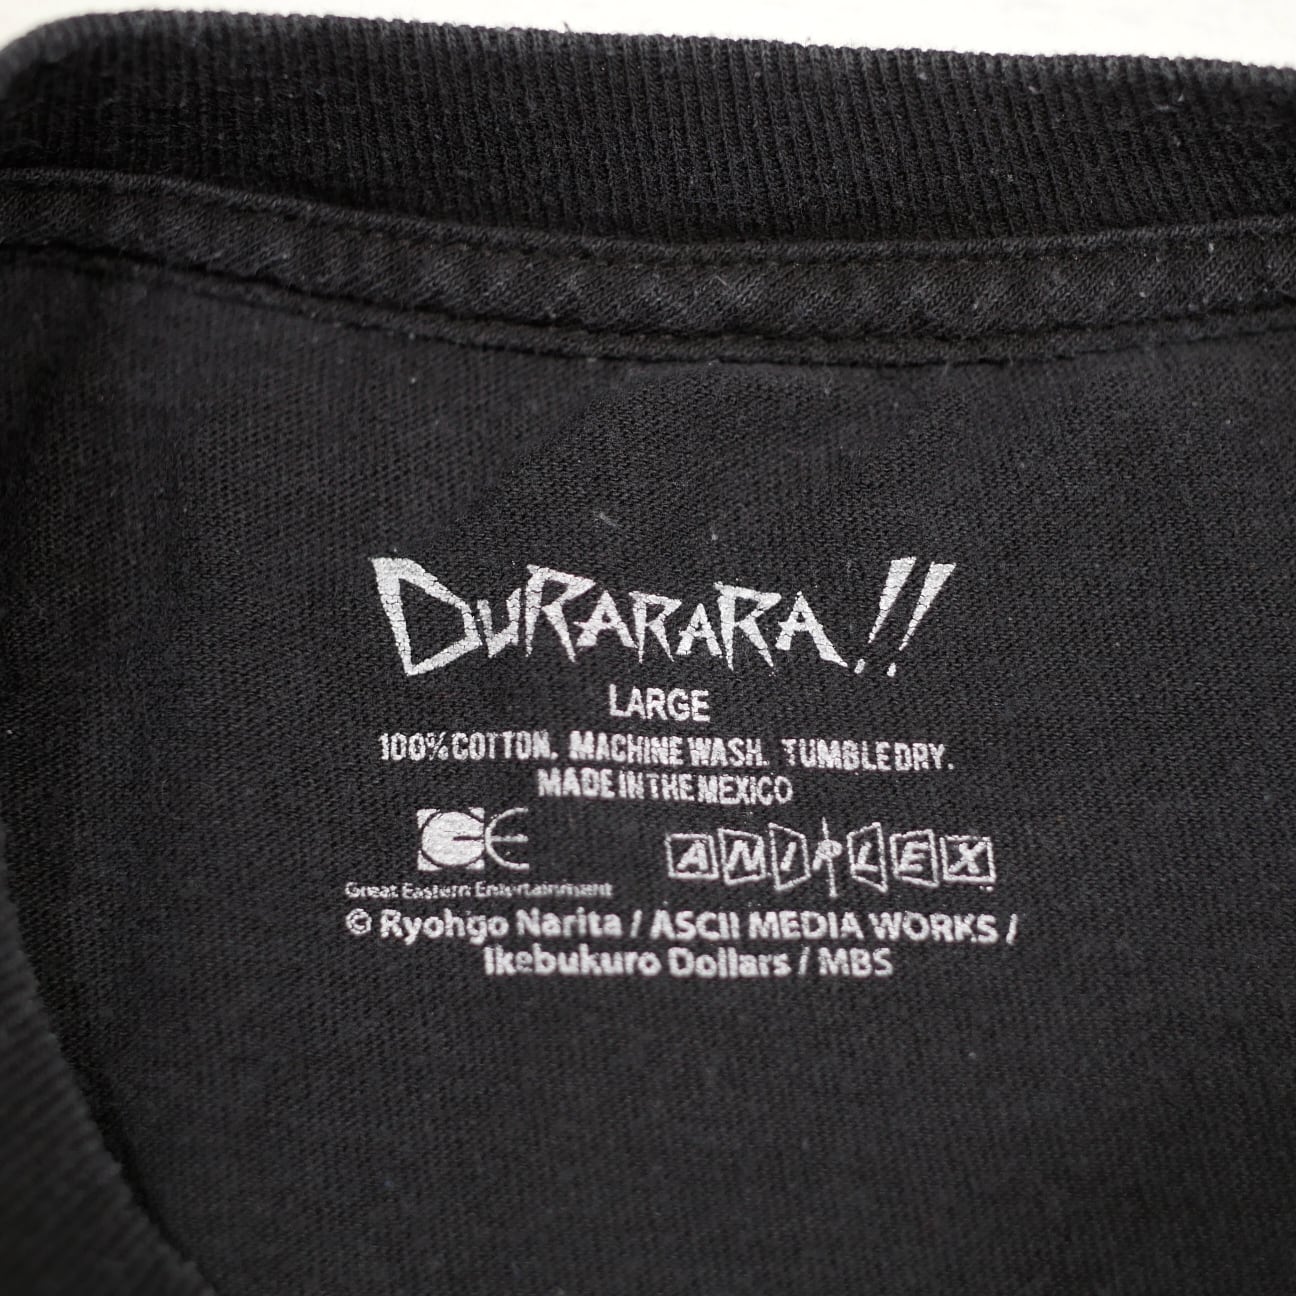 DURARARA!!
LARGE
100% COTTON. MACHINE WASH. TUMBLE DRY.
MADE IN THE MEXICO
GE
Great Eastern Entertainment
ANIPLEX
© Ryohgo Narita / ASCII MEDIA WORKS /
Ikebukuro Dollars / MBS